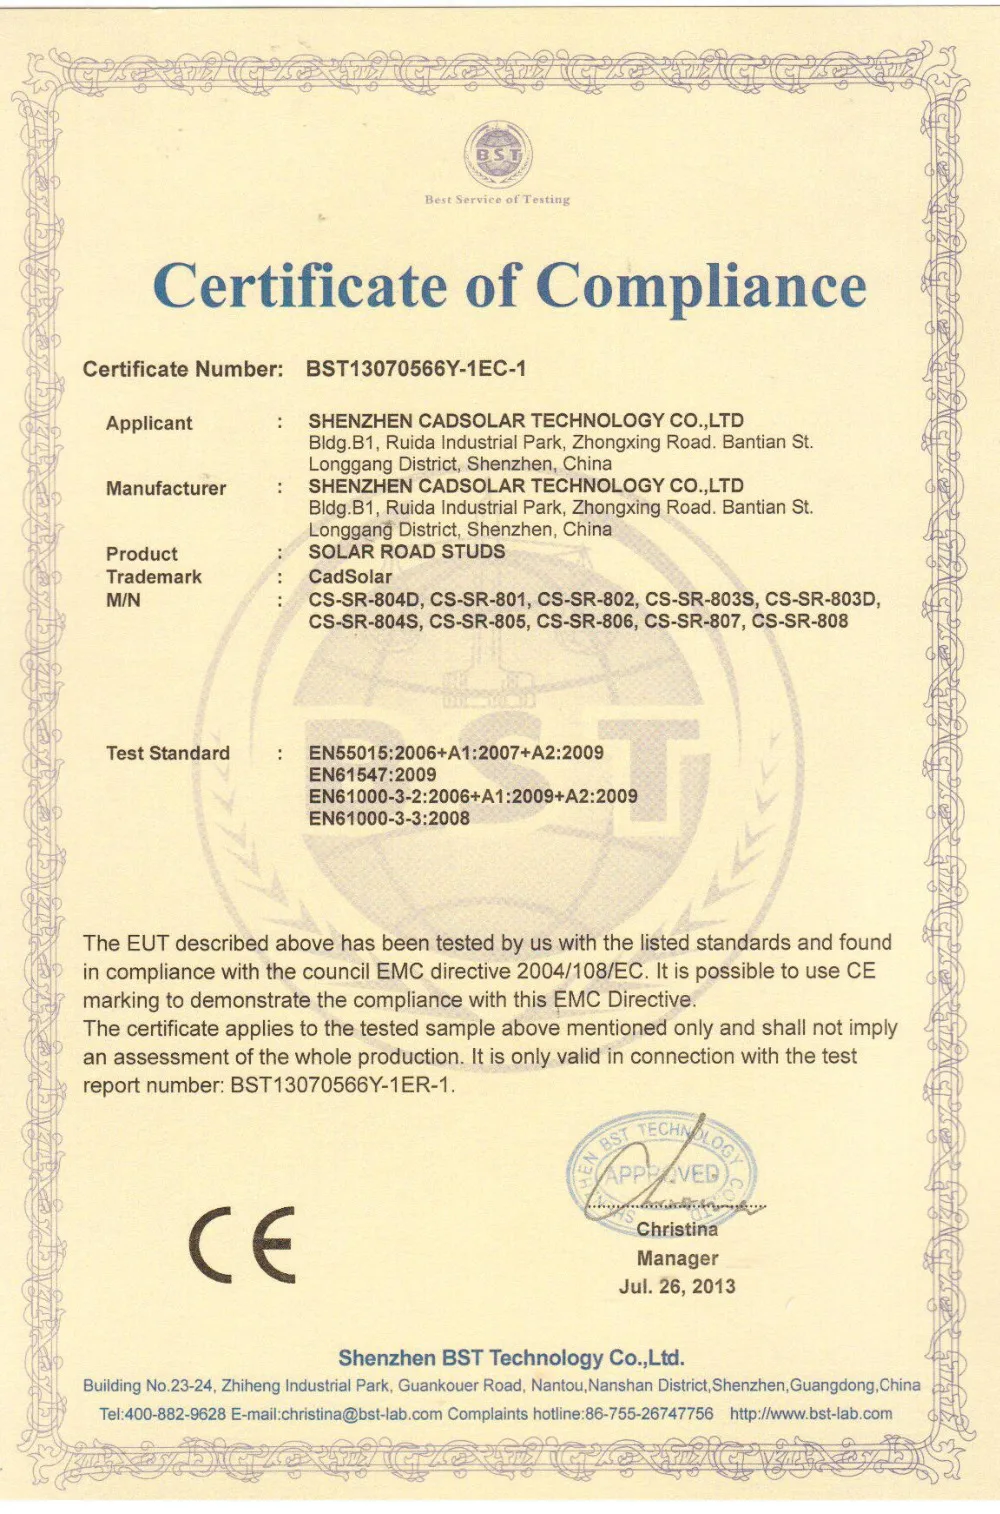 BST
Best Service of Testing
Certificate of Compliance
Certificate Number: BST13070566Y-1EC-1
Applicant : SHENZHEN CADSOLAR TECHNOLOGY CO.,LTD
Bldg.B1, Ruida Industrial Park, Zhongxing Road. Bantian St.
Longgang District, Shenzhen, China
Manufacturer : SHENZHEN CADSOLAR TECHNOLOGY CO.,LTD
Bldg.B1, Ruida Industrial Park, Zhongxing Road. Bantian St.
Longgang District, Shenzhen, China
Product : SOLAR ROAD STUDS
Trademark : CadSolar
M/N : CS-SR-804D, CS-SR-801, CS-SR-802, CS-SR-803S, CS-SR-803D,
CS-SR-804S, CS-SR-805, CS-SR-806, CS-SR-807, CS-SR-808
BST
Test Standard : EN55015:2006+A1:2007+A2:2009
EN61547:2009
EN61000-3-2:2006+A1:2009+A2:2009
EN61000-3-3:2008
The EUT described above has been tested by us with the listed standards and found
in compliance with the council EMC directive 2004/108/EC. It is possible to use CE
marking to demonstrate the compliance with this EMC Directive.
The certificate applies to the tested sample above mentioned only and shall not imply
an assessment of the whole production. It is only valid in connection with the test
report number: BST13070566Y-1ER-1.
SHENZHEN BST TECHNOLOGY CO., LTD
APPROVED
CE
Christina
Manager
Jul. 26, 2013
Shenzhen BST Technology Co.,Ltd.
Building No.23-24, Zhiheng Industrial Park, Guankouer Road, Nantou,Nanshan District,Shenzhen,Guangdong,China
Tel:400-882-9628 E-mail:christina@bst-lab.com Complaints hotline:86-755-26747756 http://www.bst-lab.com